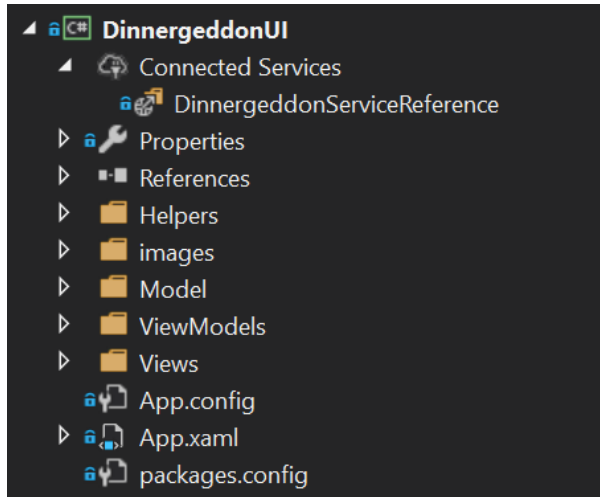 C# DinnergeddonUI
Connected Services
DinnergeddonServiceReference
Properties
References
Helpers
images
Model
ViewModels
Views
App.config
App.xaml
packages.config